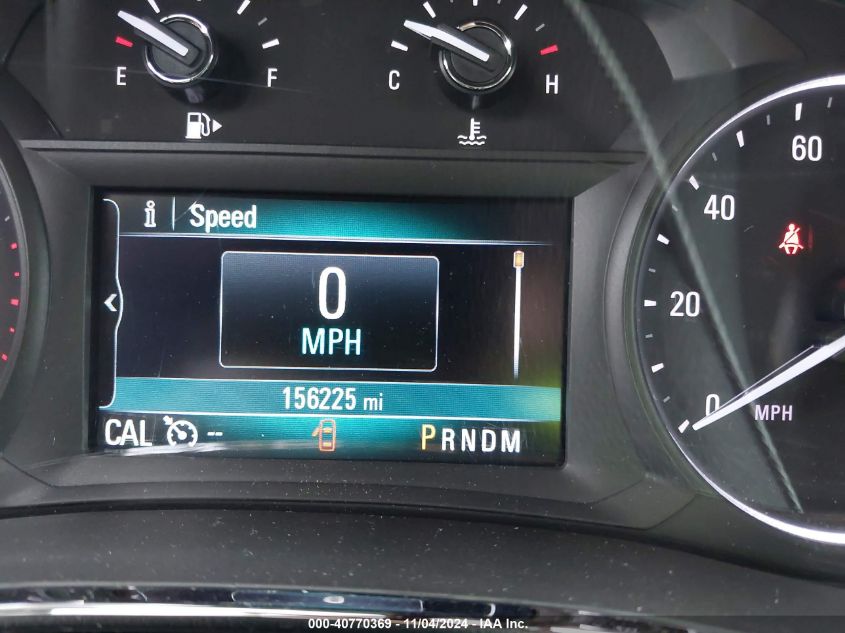 E F
C H
Speed
0
MPH
156225 mi
CAL -- PRNDM
60
40
20
0
MPH
000-40770369 - 11/04/2024 - IAA Inc.